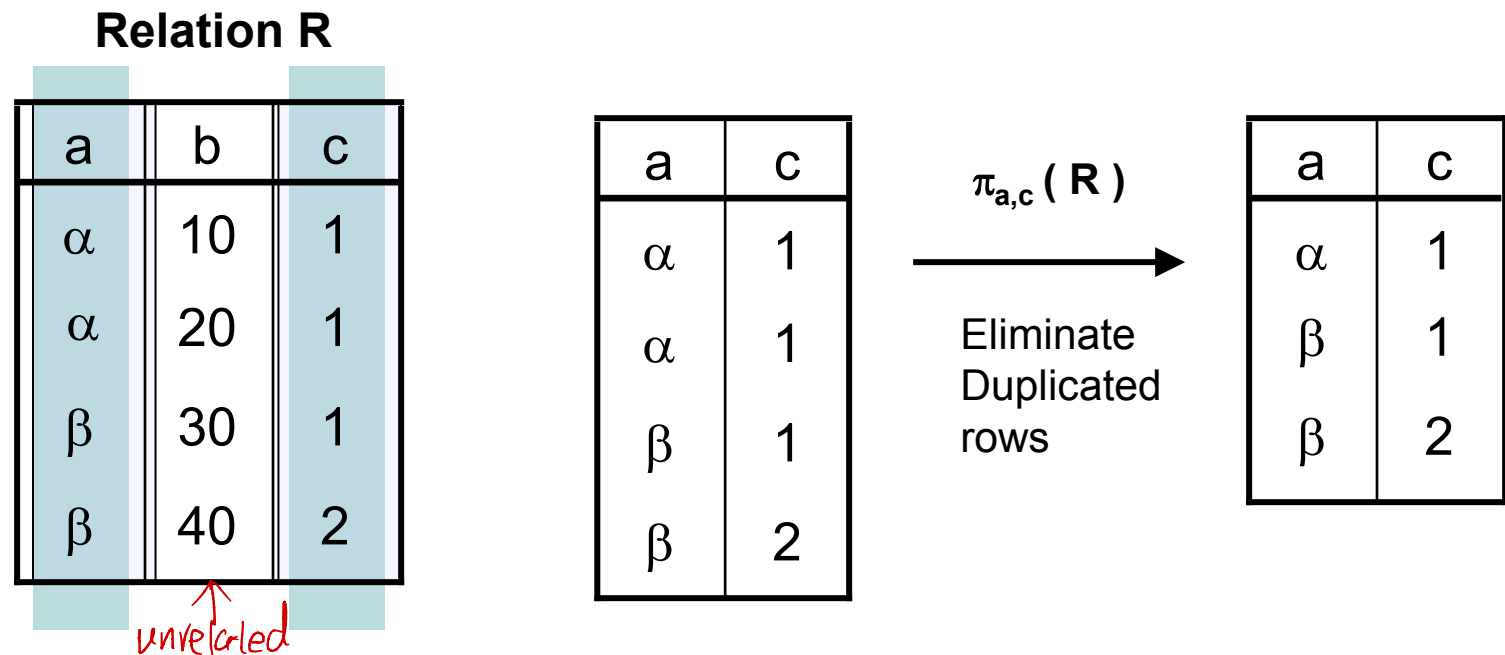 Relation R
a b c
α 10 1
α 20 1
β 30 1
β 40 2
unrelated
a c
α 1
α 1
β 1
β 2
πa,c ( R )
Eliminate
Duplicated
rows
a c
α 1
β 1
β 2